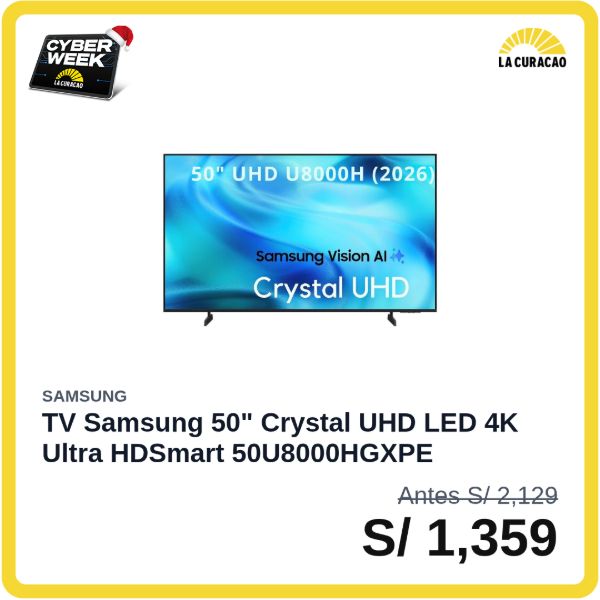 CYBER
WEEK
LA CURACAO
LA CURACAO
50" UHD U8000H (2026)
Samsung Vision AI
Crystal UHD
SAMSUNG
TV Samsung 50" Crystal UHD LED 4K
Ultra HDSmart 50U8000HGXPE
Antes S/ 2,129
S/ 1,359